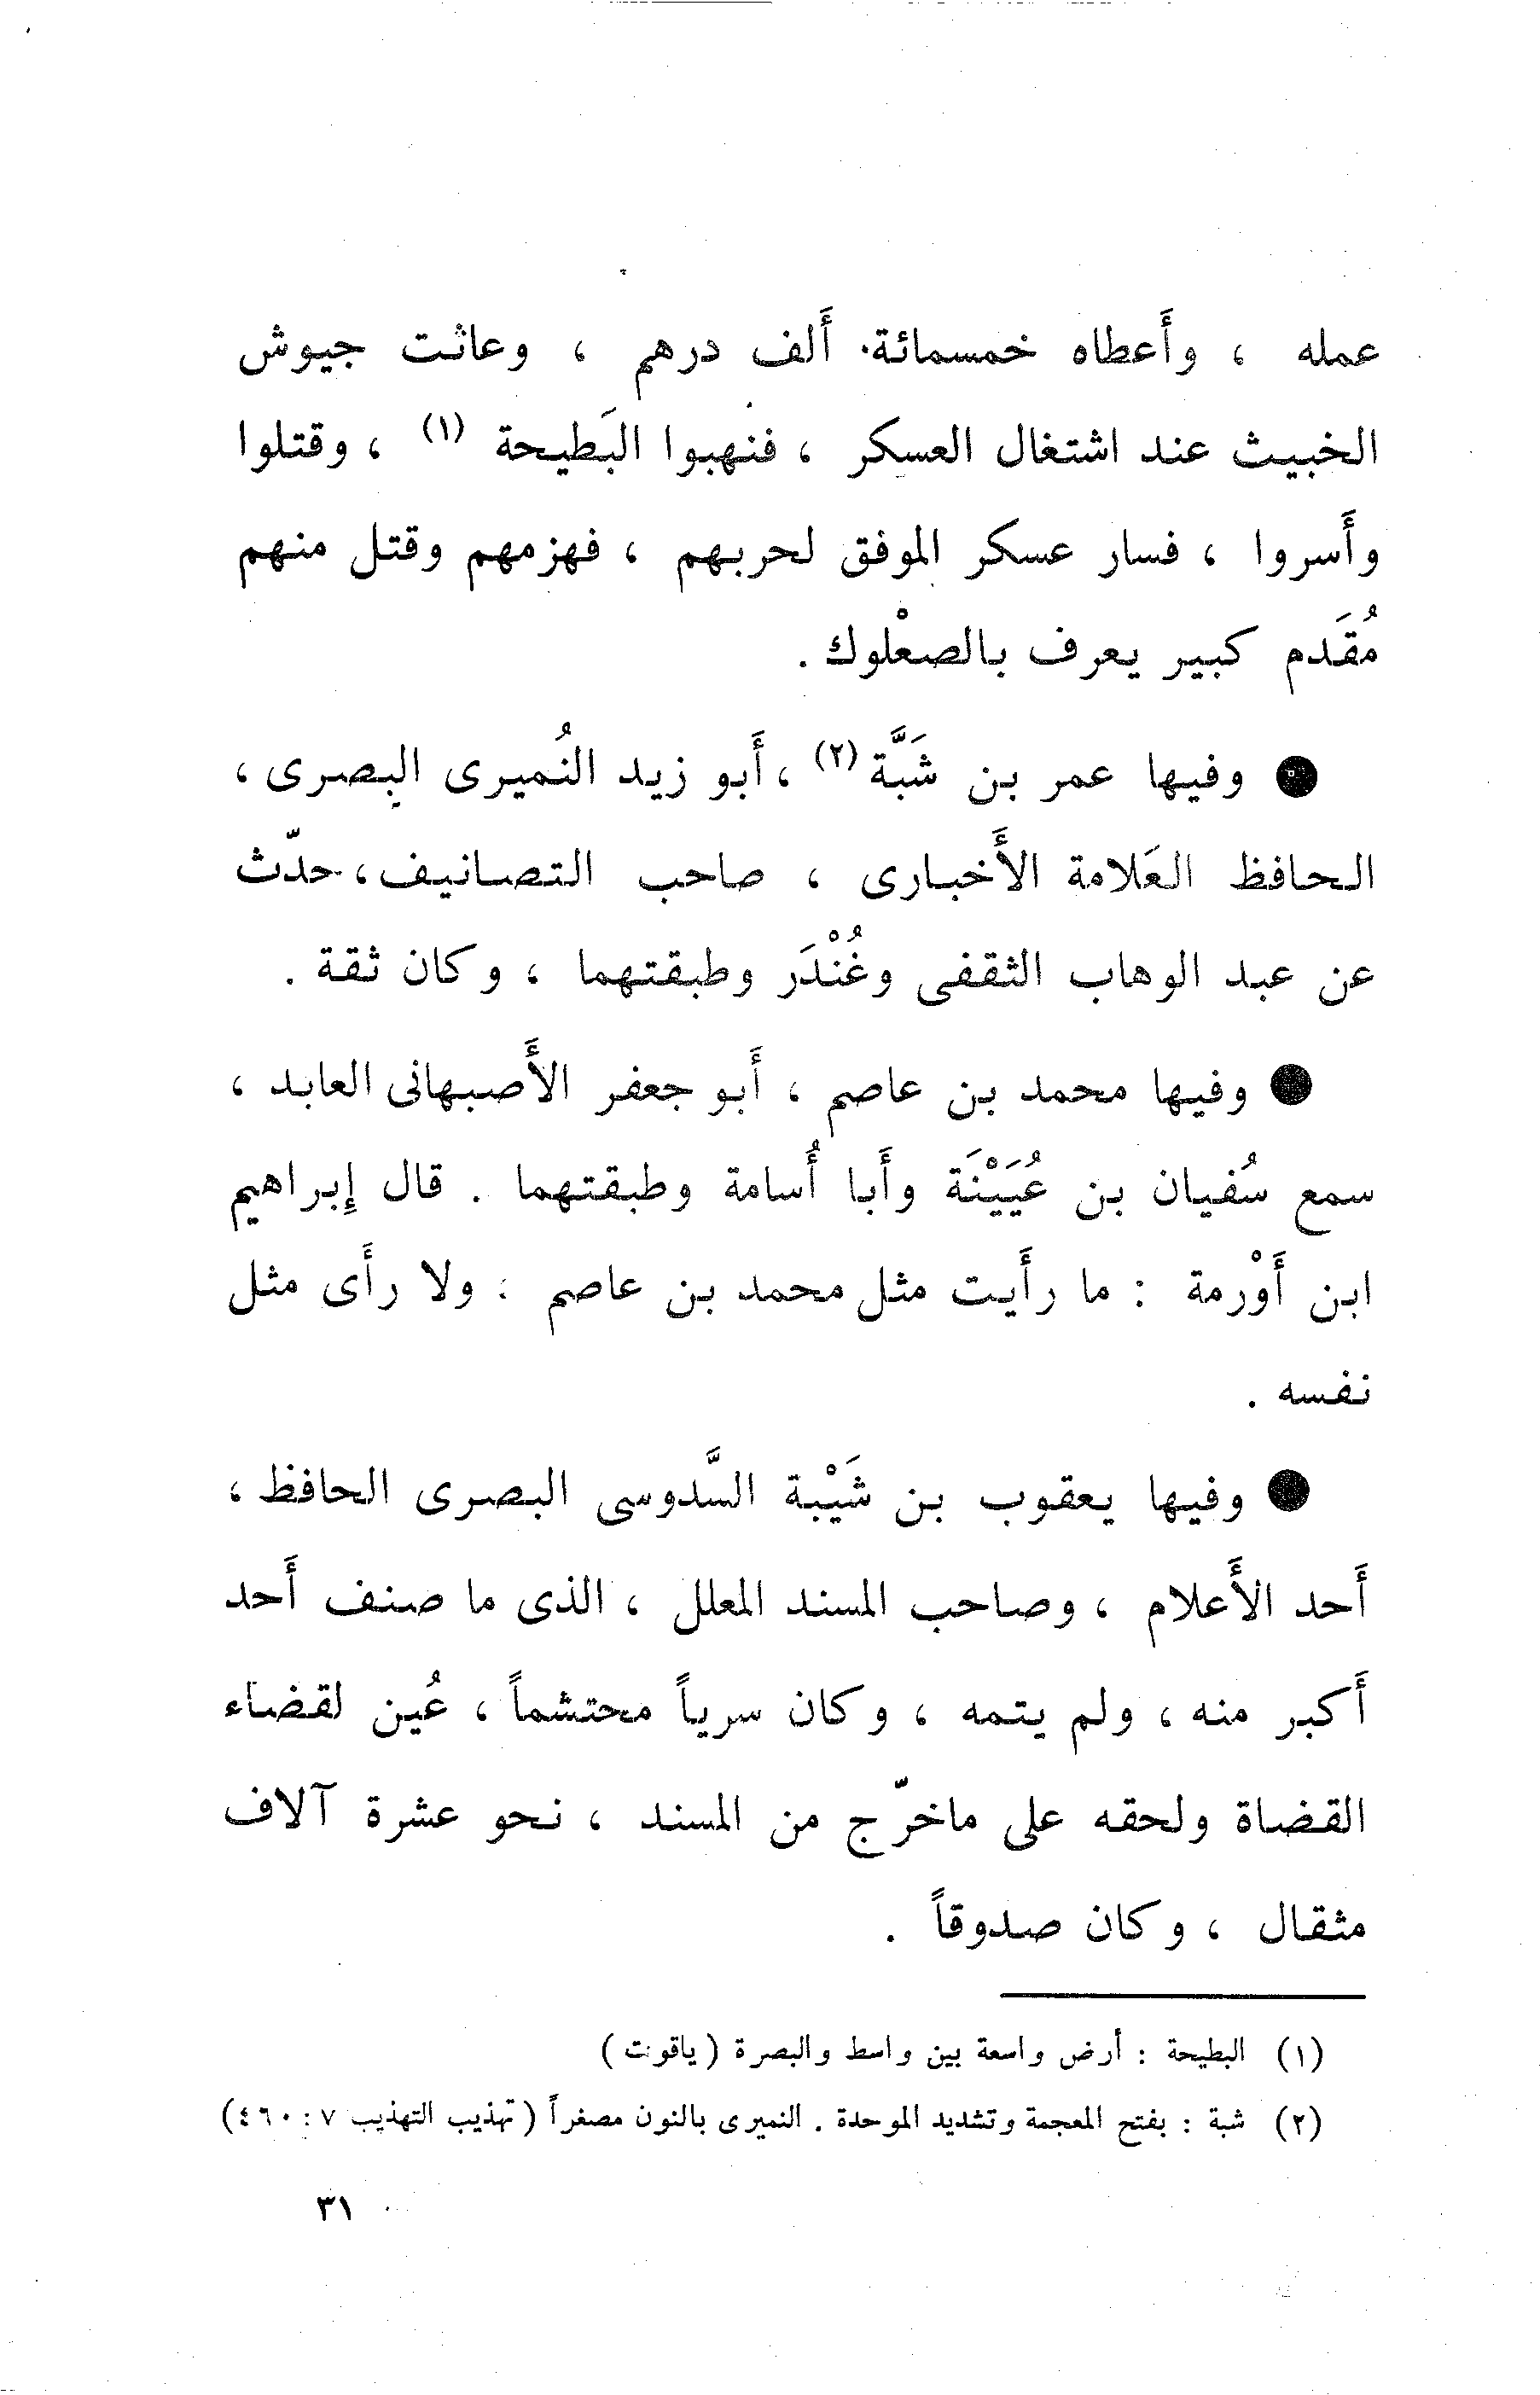 عمله ، وأَعطاه خمسمائة أَلف درهم ، وعاثت جيوش
الخبيث عند اشتغال العسكر ، فنهبوا البَطيحة (١) ، وقتلوا
وأَسروا ، فسار عسكر الموفق لحربهم ، فهزمهم وقتل منهم
مُقَدم كبير يعرف بالصعْلوك .
● وفيها عمر بن شَبَّة (٢) ، أَبو زيد النُميرى البصرى ،
الحافظ العَلامة الأَخبارى ، صاحب التصانيف ، حدّث
عن عبد الوهاب الثقفى وغُنْدَر وطبقتهما ، وكان ثقة .
● وفيها محمد بن عاصم ، أَبو جعفر الأَصبهانى العابد ،
سمع سُفيان بن عُيَيْنَة وأَبا أُسامة وطبقتهما . قال إِبراهيم
ابن أَوْرمة : ما رأَيت مثل محمد بن عاصم : ولا رأَى مثل
نفسه .
● وفيها يعقوب بن شَيْبة السَّدوسى البصرى الحافظ ،
أَحد الأَعلام ، وصاحب المسند المعلل ، الذى ما صنف أَحد
أَكبر منه ، ولم يتمه ، وكان سرياً محتشماً ، عُين لقضاء
القضاة ولحقه على ماخرّج من المسند ، نحو عشرة آلاف
مثقال ، وكان صدوقاً .
(١) البطيحة : أرض واسعة بين واسط والبصرة ( ياقوت )
(٢) شبة : بفتح المعجمة وتشديد الموحدة . النميرى بالنون مصغراً ( تهذيب التهذيب ٧ : ٤٦٠ )
٣١